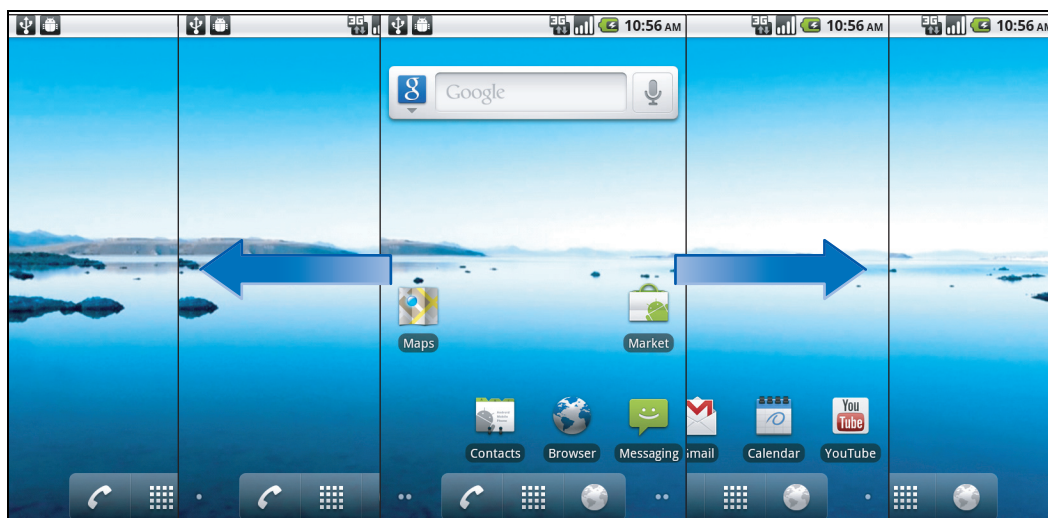 3G
3G 10:56 AM
3G 10:56 AM
3G 10:56 AM
g Google
Maps
Market
You
Tube
Contacts
Browser
Messaging
Gmail
Calendar
YouTube